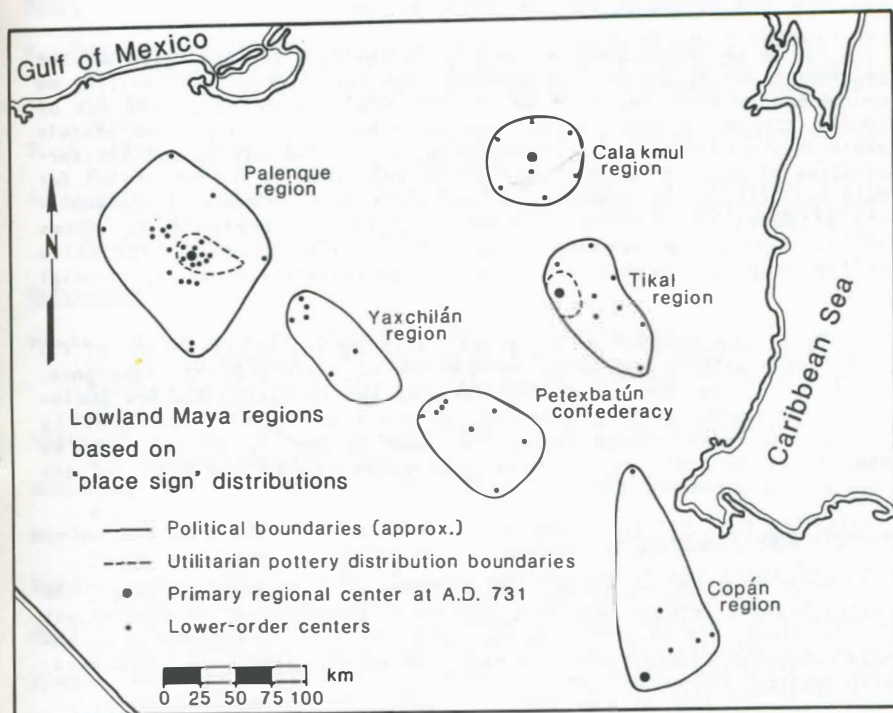 Gulf of Mexico
Palenque
region
Calakmul
region
N
Yaxchilán
region
Tikal
region
Petexbatún
confederacy
Caribbean Sea
Lowland Maya regions
based on
"place sign" distributions
Political boundaries (approx.)
Utilitarian pottery distribution boundaries
Primary regional center at A.D. 731
Lower-order centers
Copán
region
km
0 25 50 75 100